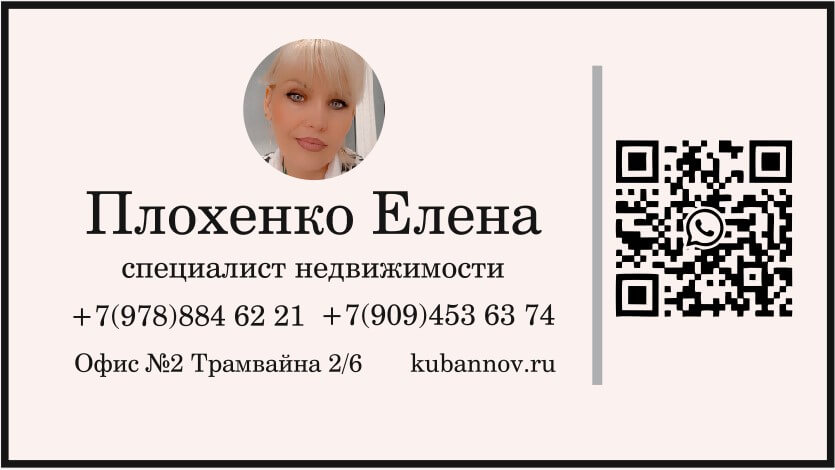 Плохенко Елена
специалист недвижимости
+7(978)884 62 21 +7(909)453 63 74
Офис №2 Трамвайна 2/6 kubannov.ru